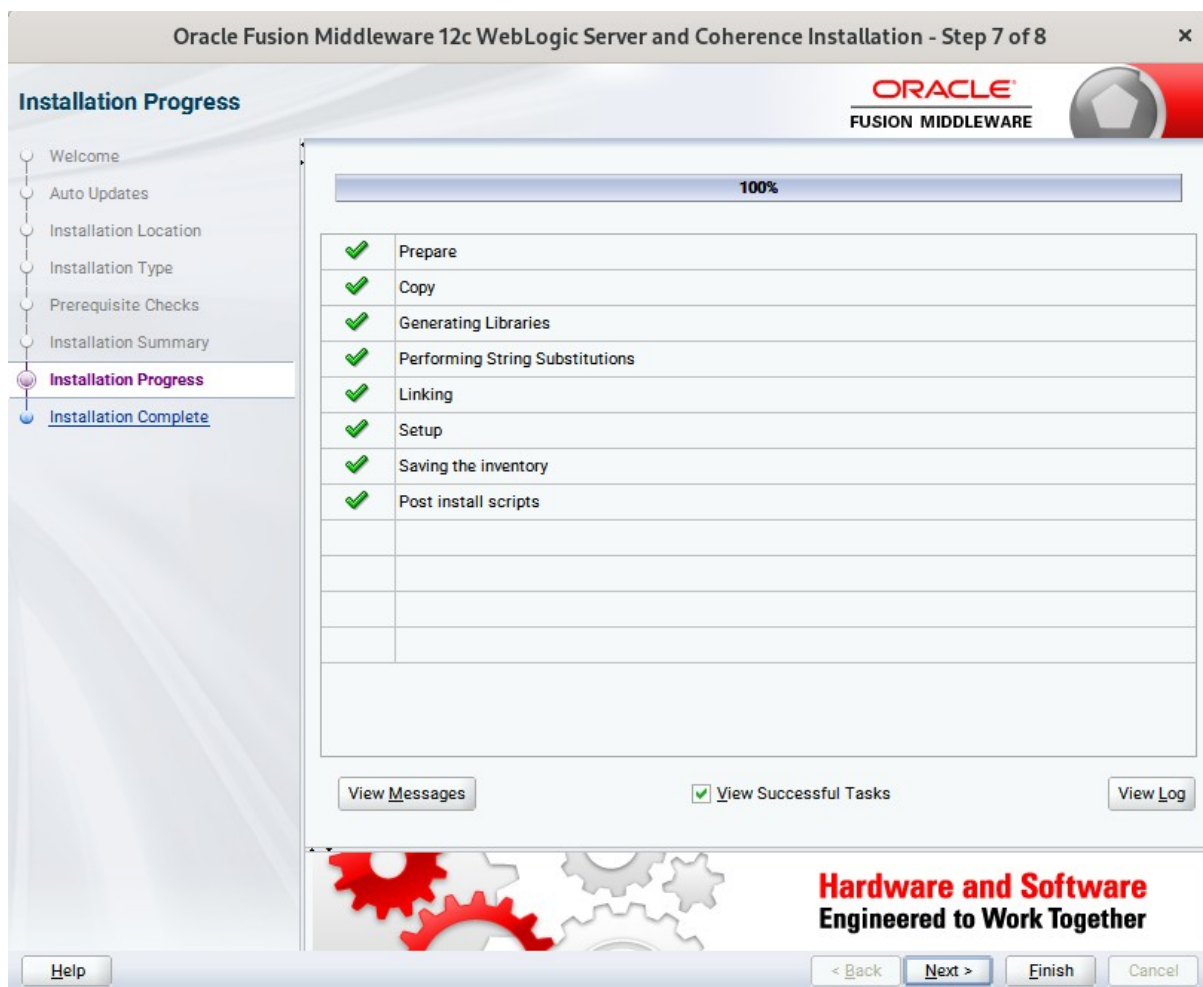 Oracle Fusion Middleware 12c WebLogic Server and Coherence Installation - Step 7 of 8
Installation Progress
ORACLE
FUSION MIDDLEWARE
Welcome
Auto Updates
Installation Location
Installation Type
Prerequisite Checks
Installation Summary
Installation Progress
Installation Complete
100%
Prepare
Copy
Generating Libraries
Performing String Substitutions
Linking
Setup
Saving the inventory
Post install scripts
View Messages
View Successful Tasks
View Log
Hardware and Software
Engineered to Work Together
Help
< Back
Next >
Finish
Cancel